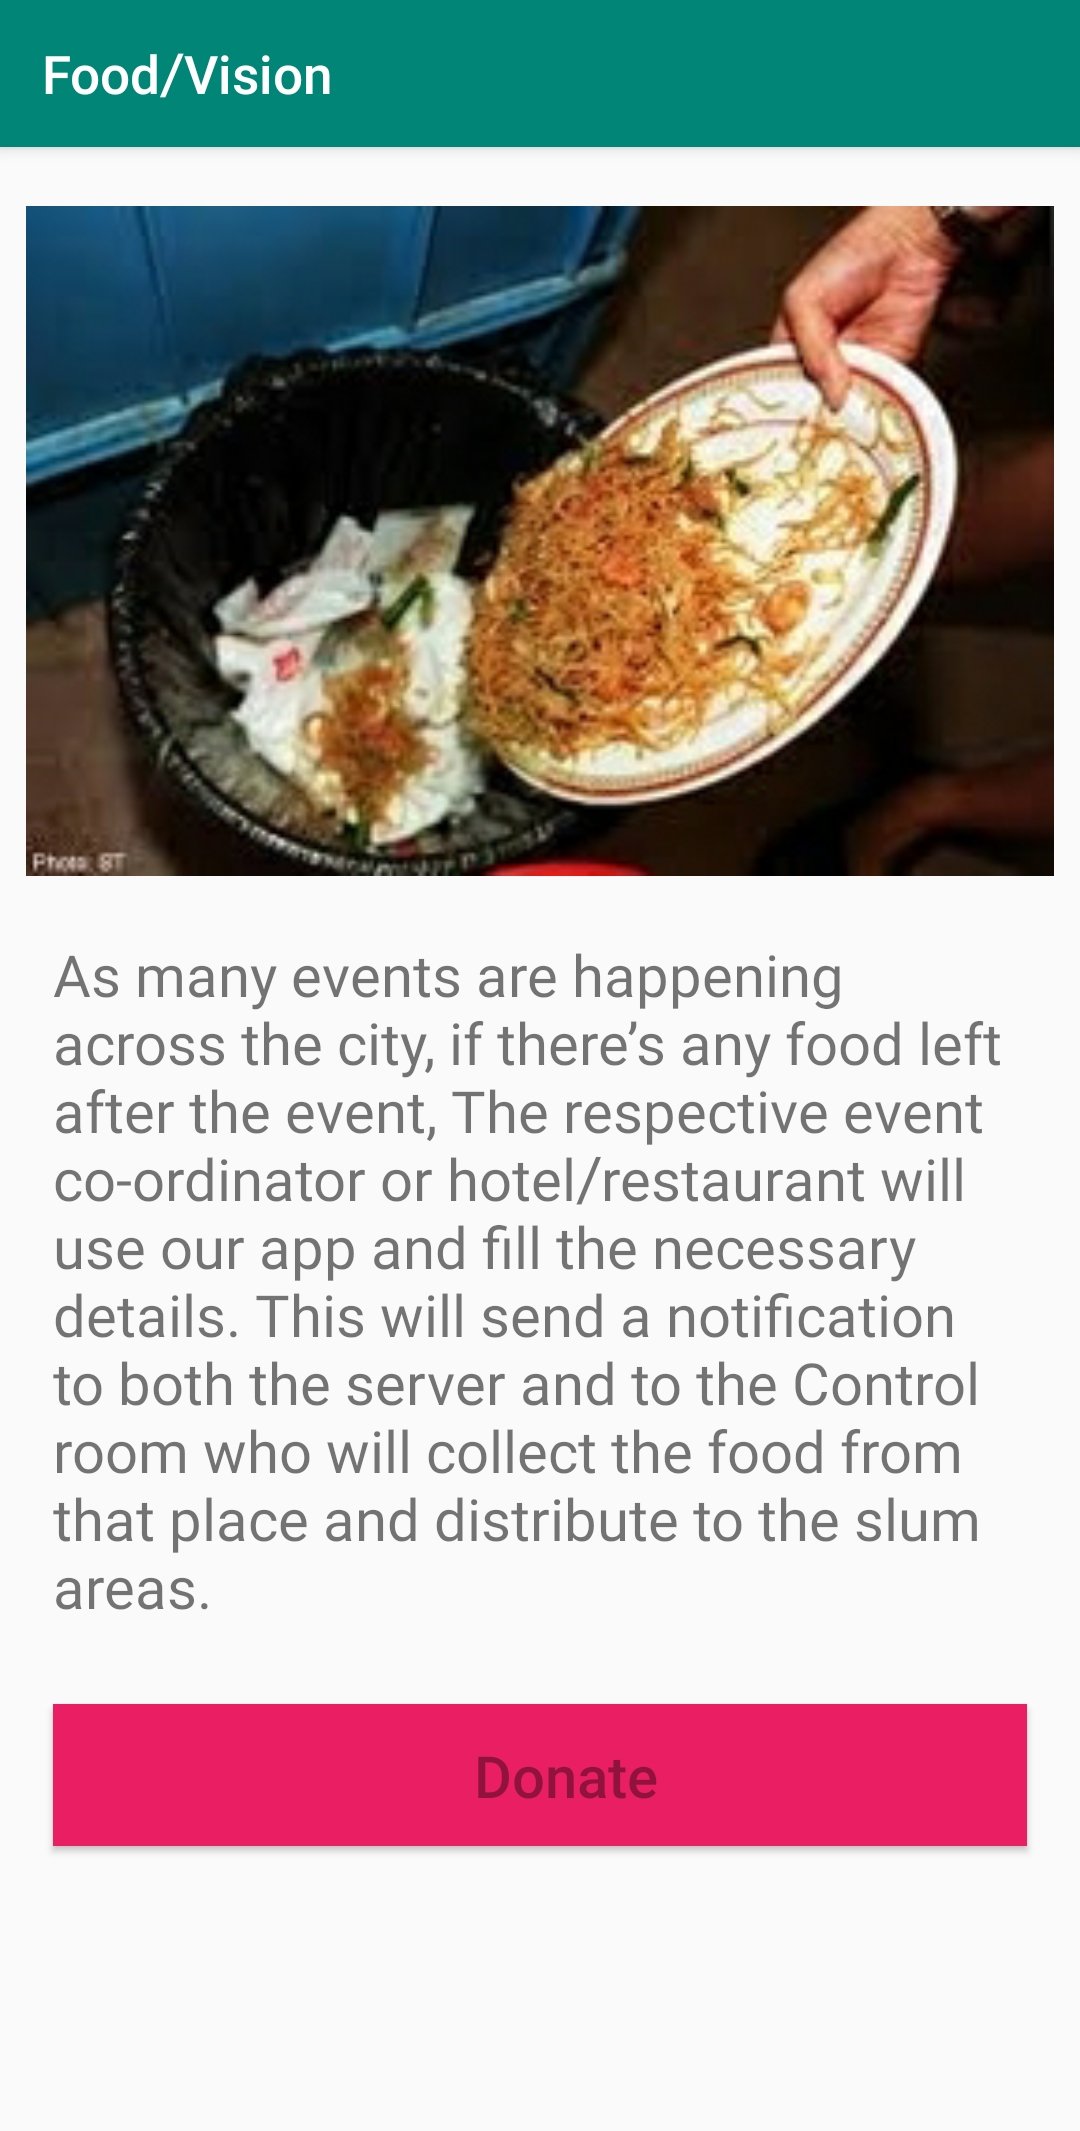 Food/Vision
Photo: ST
As many events are happening
across the city, if there’s any food left
after the event, The respective event
co-ordinator or hotel/restaurant will
use our app and fill the necessary
details. This will send a notification
to both the server and to the Control
room who will collect the food from
that place and distribute to the slum
areas.
Donate